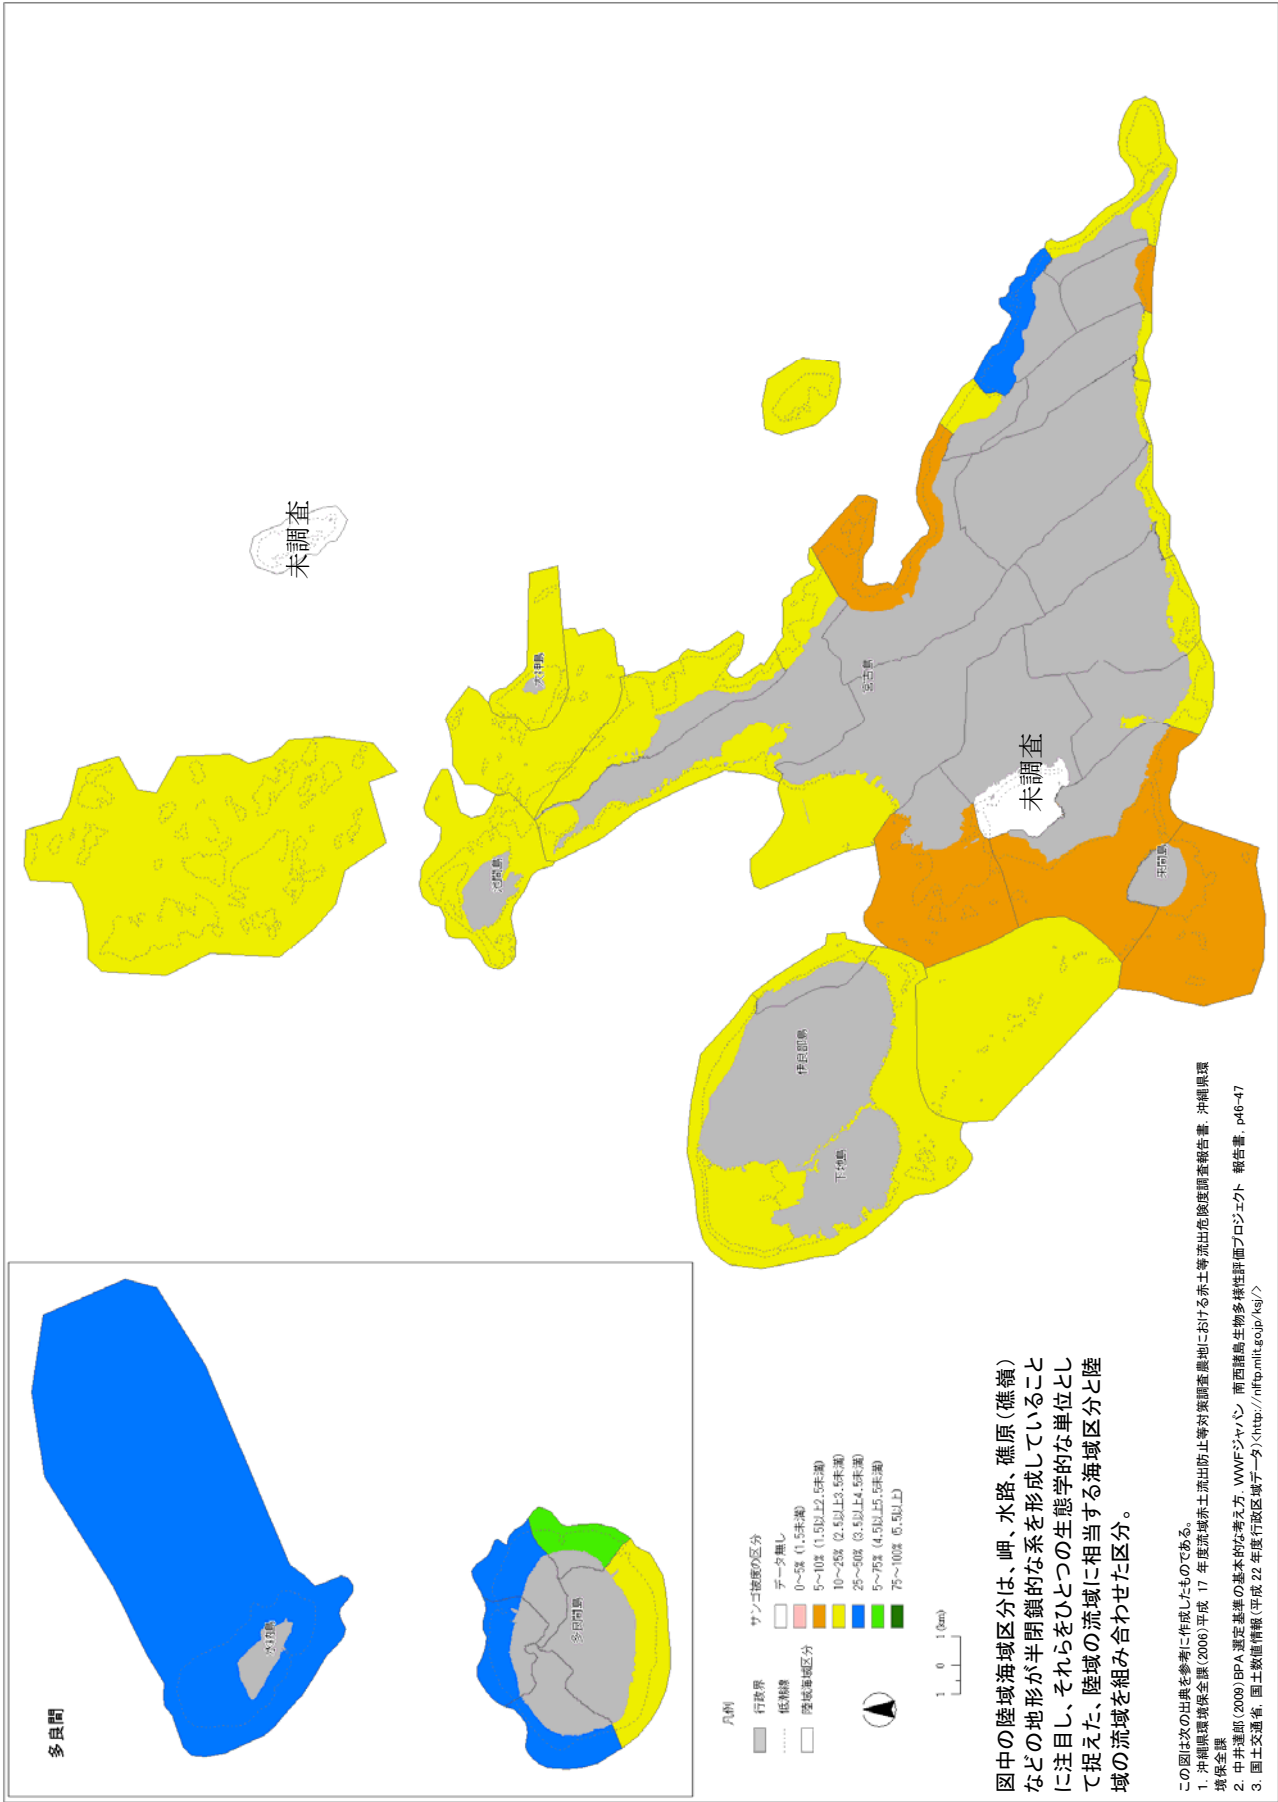 多良間
水納島
多良間島
未調査
大神島
池間島
宮古島
未調査
来間島
伊良部島
下地島
凡例
行政界
低潮線
陸域海域区分
サンゴ被度の区分
データ無し
0~5% (1.5未満)
5~10% (1.5以上2.5未満)
10~25% (2.5以上3.5未満)
25~50% (3.5以上4.5未満)
5~75% (4.5以上5.5未満)
75~100% (5.5以上)
1 0 1 (km)
図中の陸域海域区分は、岬、水路、礁原(礁嶺)
などの地形が半閉鎖的な系を形成していること
に注目し、それらをひとつの生態学的な単位とし
て捉えた、陸域の流域に相当する海域区分と陸
域の流域を組み合わせた区分。
この図は次の出典を参考に作成したものである。
1. 沖縄県環境保全課(2006)平成 17 年度流域赤土流出防止等対策調査農地における赤土等流出危険度調査報告書. 沖縄県環
境保全課
2. 中井達郎(2009)BPA 選定基準の基本的な考え方. WWFジャパン 南西諸島生物多様性評価プロジェクト 報告書, p46-47
3. 国土交通省. 国土数値情報(平成 22 年度行政区域データ)<http://nlftp.mlit.go.jp/ksj/>